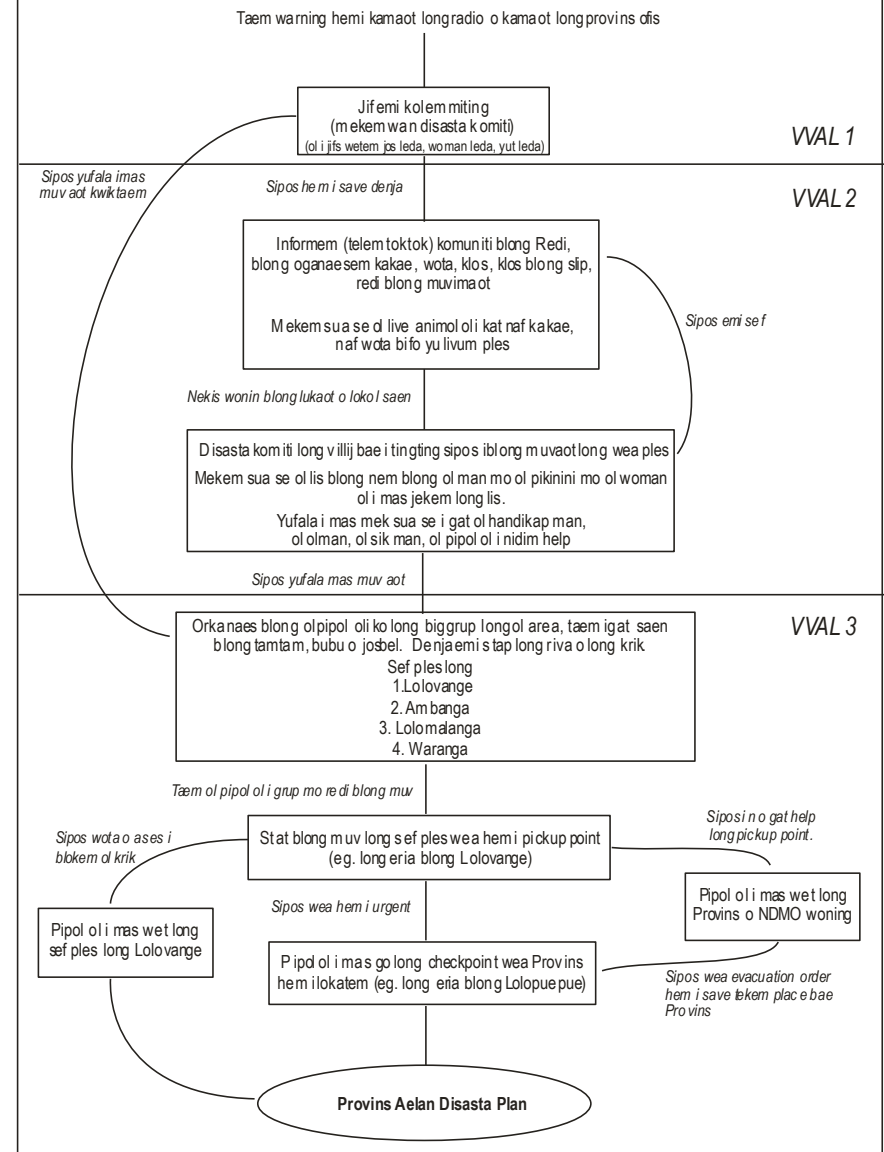 Taem warning hemi kamaot long radio o kamaot long provins ofis
Jif emi kolem miting
(mekem wan disasta komiti)
(ol i jifs wetem jos leda, woman leda, yut leda)
VVAL 1
Sipos yufala imas
muv aot kwiktaem
Sipos hem i save denja
VVAL 2
Informem (telem toktok) komuniti blong Redi,
blong oganaesem kakae, wota, klos, klos blong slip,
redi blong muvimaot
Mekem sua se ol live animol oli kat naf kakae,
naf wota bifo yu livum ples
Sipos emi sef
Nekis wonin blong lukaot o lokol saen
Disasta komiti long villij bae i tingting sipos iblong muvaot long wea ples
Mekem sua se ol lis blong nem blong ol man mo ol pikinini mo ol woman
ol i mas jekem long lis.
Yufala i mas mek sua se i gat ol handikap man,
ol olman, ol sik man, ol pipol ol i nidim help
Sipos yufala mas muv aot
VVAL 3
Orkanaes blong ol pipol oli ko long big grup long ol area, taem igat saen
blong tamtam, bubu o josbel. Denja emi stap long riva o long krik.
Sef ples long
1. Lolovange
2. Ambanga
3. Lolomalanga
4. Waranga
Taem ol pipol ol i grup mo redi blong muv
Sipos wota o ases i
blokem ol krik
Stat blong muv long sef ples wea hem i pickup point
(eg. long eria blong Lolovange)
Sipos i no gat help
long pickup point.
Sipos wea hem i urgent
Pipol ol i mas wet long
Provins o NDMO woning
Pipol ol i mas wet long
sef ples long Lolovange
Pipol ol i mas go long checkpoint wea Provins
hem i lokatem (eg. long eria blong Lolopuepue)
Sipos wea evacuation order
hem i save tekem place bae
Provins
Provins Aelan Disasta Plan